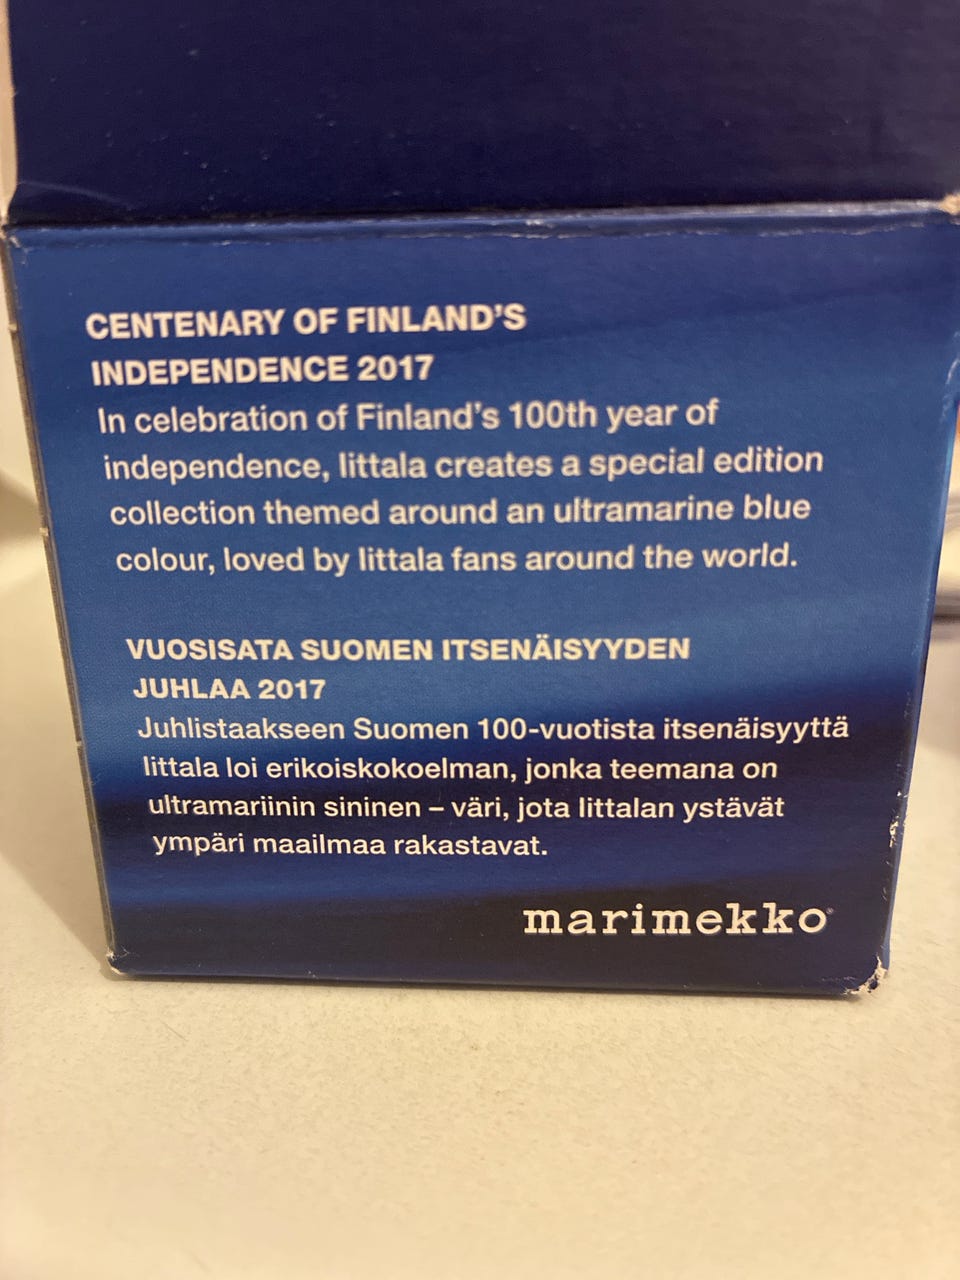 CENTENARY OF FINLAND'S
INDEPENDENCE 2017
In celebration of Finland's 100th year of
independence, Iittala creates a special edition
collection themed around an ultramarine blue
colour, loved by Iittala fans around the world.
VUOSISATA SUOMEN ITSENÄISYYDEN
JUHLAA 2017
Juhlistaakseen Suomen 100-vuotista itsenäisyyttä
Iittala loi erikoiskokoelman, jonka teemana on
ultramariinin sininen – väri, jota Iittalan ystävät
ympäri maailmaa rakastavat.
marimekko®